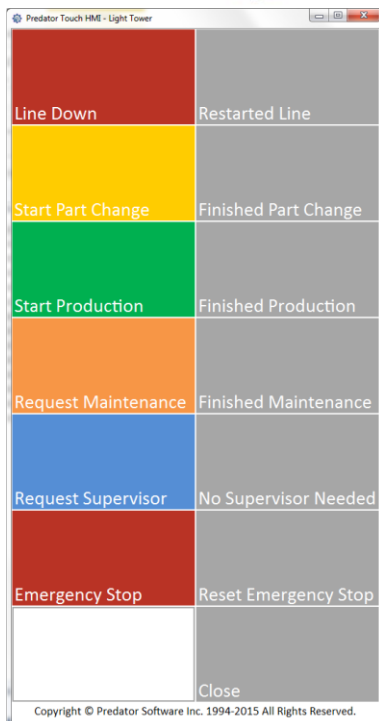 Predator Touch HMI - Light Tower
Line Down
Restarted Line
Start Part Change
Finished Part Change
Start Production
Finished Production
Request Maintenance
Finished Maintenance
Request Supervisor
No Supervisor Needed
Emergency Stop
Reset Emergency Stop
Close
Copyright © Predator Software Inc. 1994-2015 All Rights Reserved.